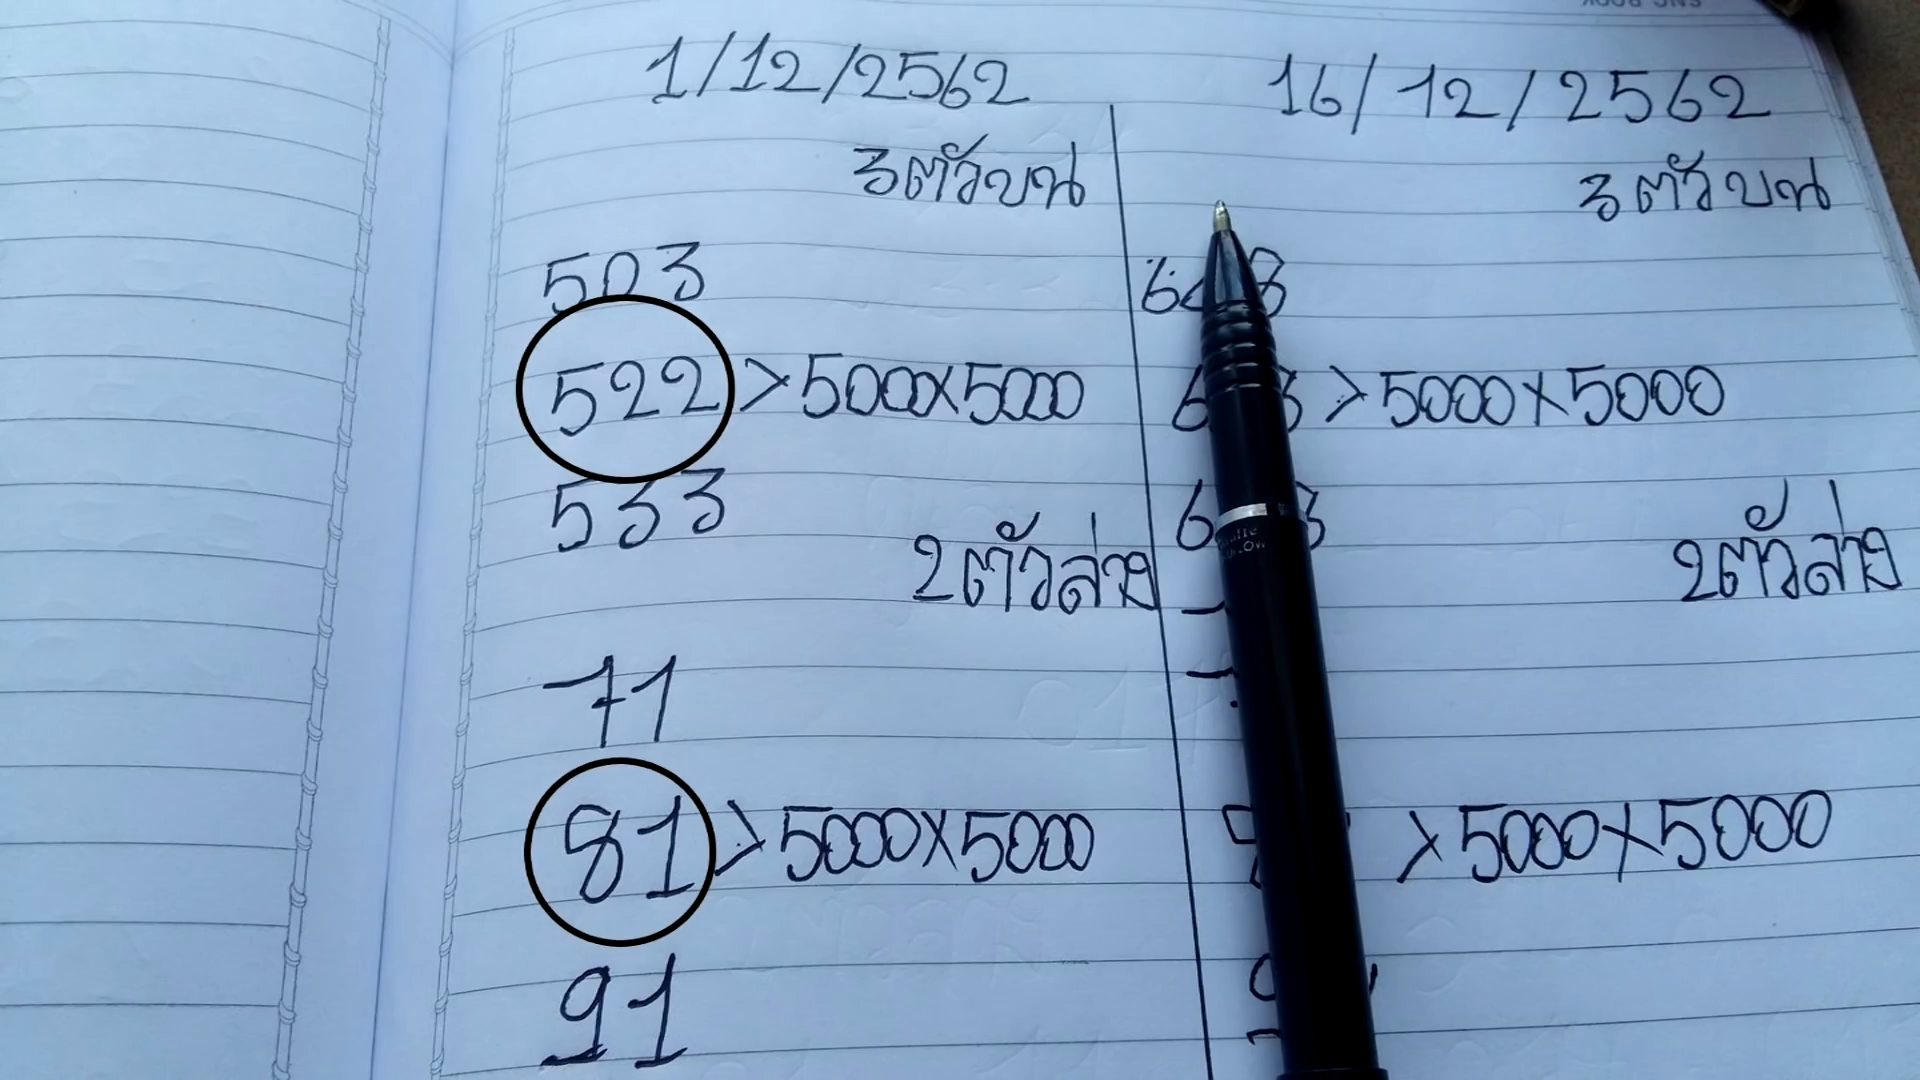 1/12/2562
3ตัวบน
503
522 > 5000x5000
533
2ตัวล่าง
71
81 > 5000x5000
91
16/12/2562
3ตัวบน
> 5000x5000
2ตัวล่าง
> 5000x5000